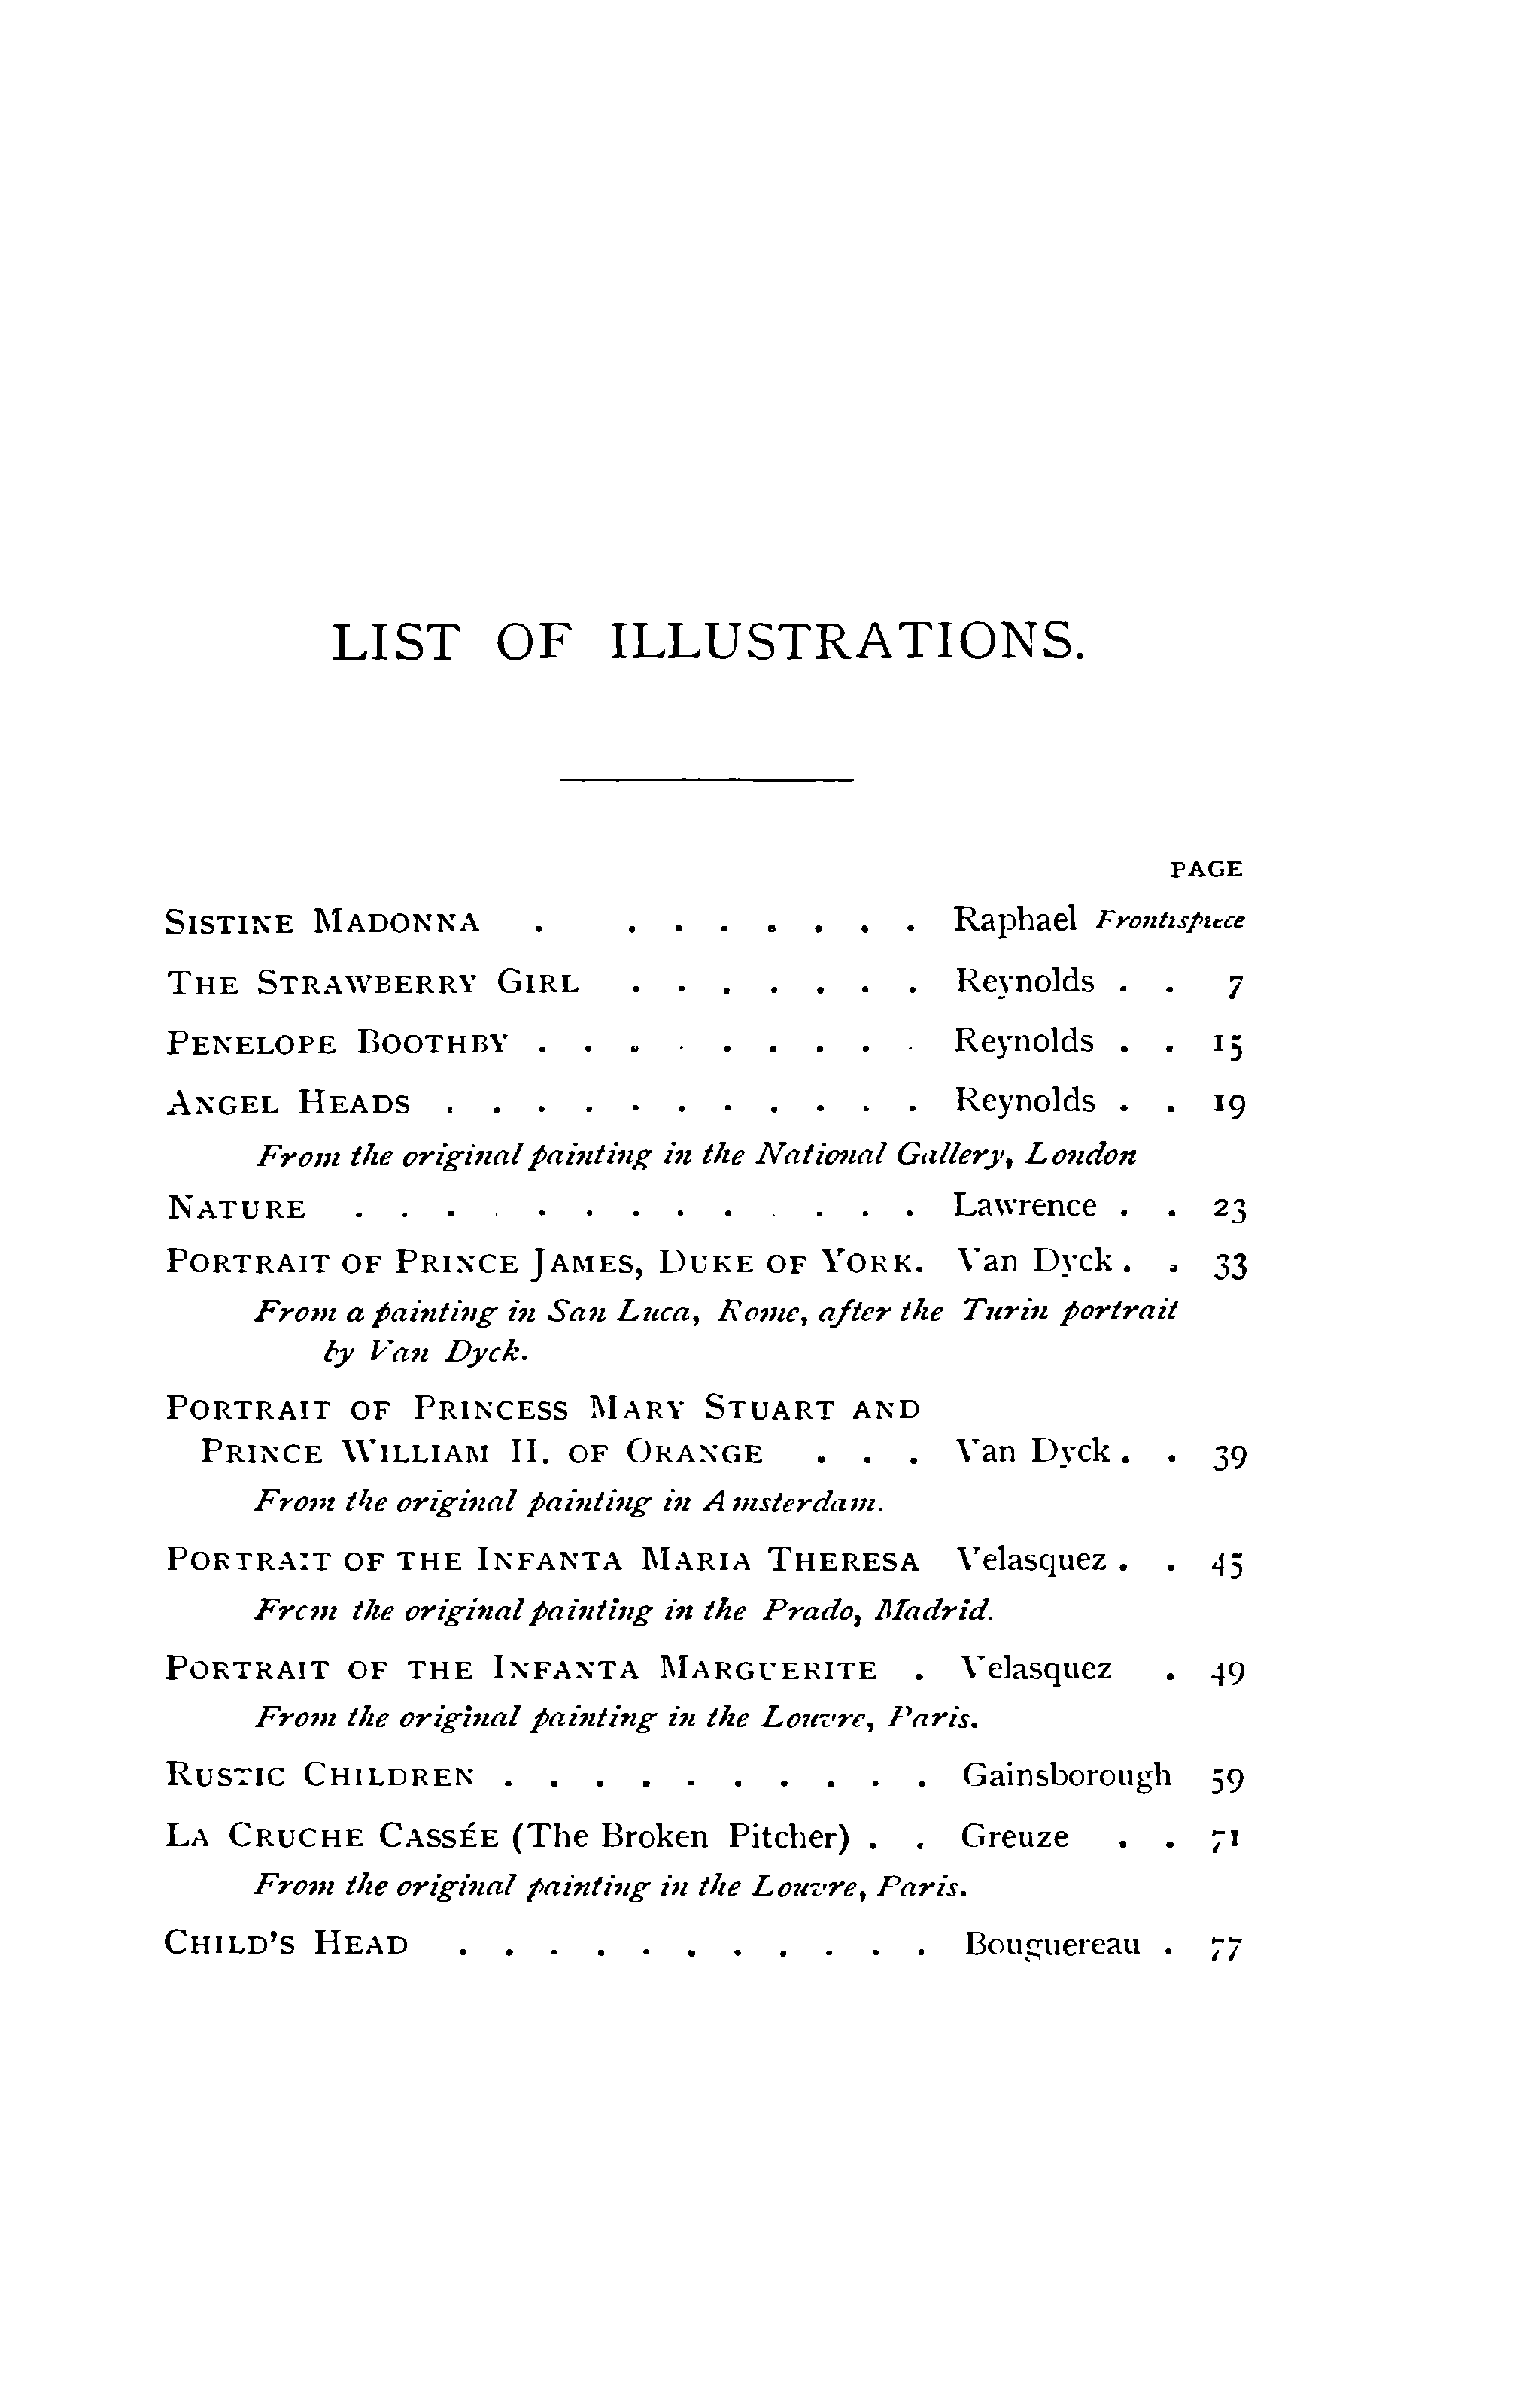 LIST OF ILLUSTRATIONS.
PAGE
SISTINE MADONNA . . . . . . . . Raphael Frontispiece
THE STRAWBERRY GIRL . . . . . . . Reynolds . . 7
PENELOPE BOOTHBY . . . . . . . . . Reynolds . . 15
ANGEL HEADS . . . . . . . . . . . Reynolds . . 19
From the original painting in the National Gallery, London
NATURE . . . . . . . . . . . . . Lawrence . . 23
PORTRAIT OF PRINCE JAMES, DUKE OF YORK. Van Dyck . . 33
From a painting in San Luca, Rome, after the Turin portrait
by Van Dyck.
PORTRAIT OF PRINCESS MARY STUART AND
PRINCE WILLIAM II. OF ORANGE . . . Van Dyck . . 39
From the original painting in Amsterdam.
PORTRAIT OF THE INFANTA MARIA THERESA Velasquez . . 45
From the original painting in the Prado, Madrid.
PORTRAIT OF THE INFANTA MARGUERITE . Velasquez . 49
From the original painting in the Louvre, Paris.
RUSTIC CHILDREN . . . . . . . . . . Gainsborough 59
LA CRUCHE CASSÉE (The Broken Pitcher) . . Greuze . . 71
From the original painting in the Louvre, Paris.
CHILD'S HEAD . . . . . . . . . . . Bouguereau . 77